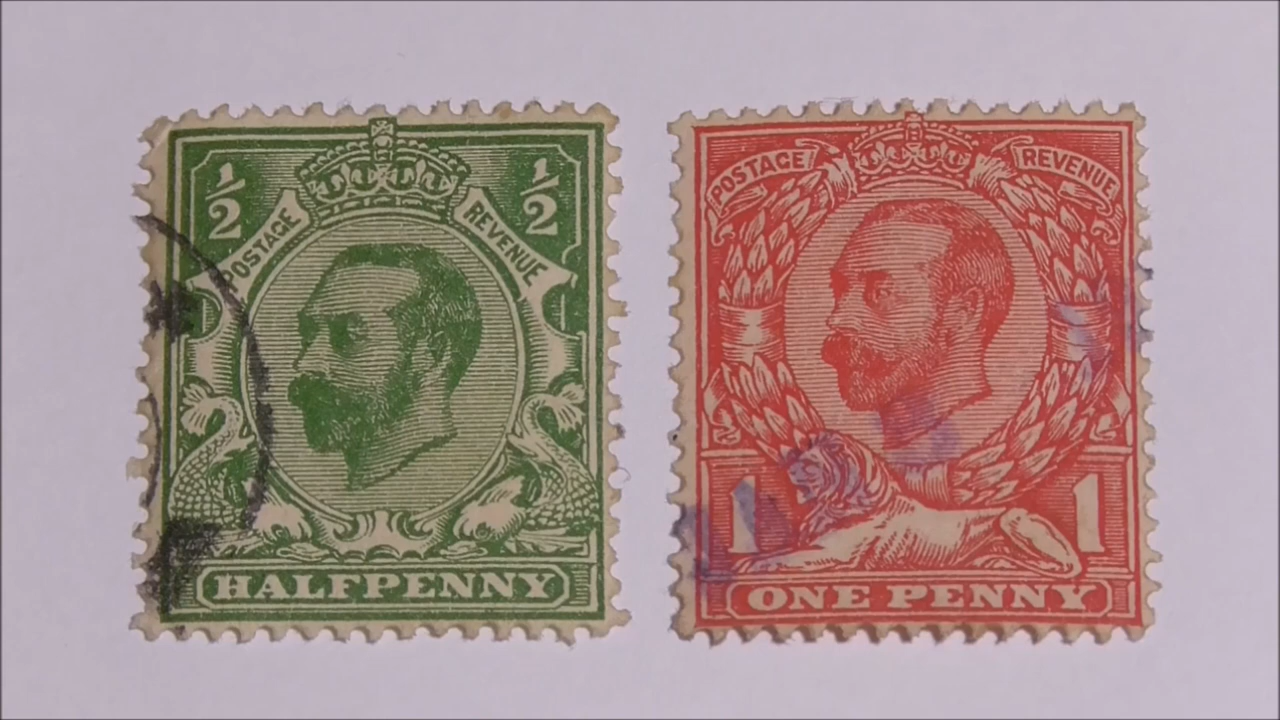 ½ ½
POSTAGE REVENUE
HALFPENNY
POSTAGE REVENUE
1 1
ONE PENNY